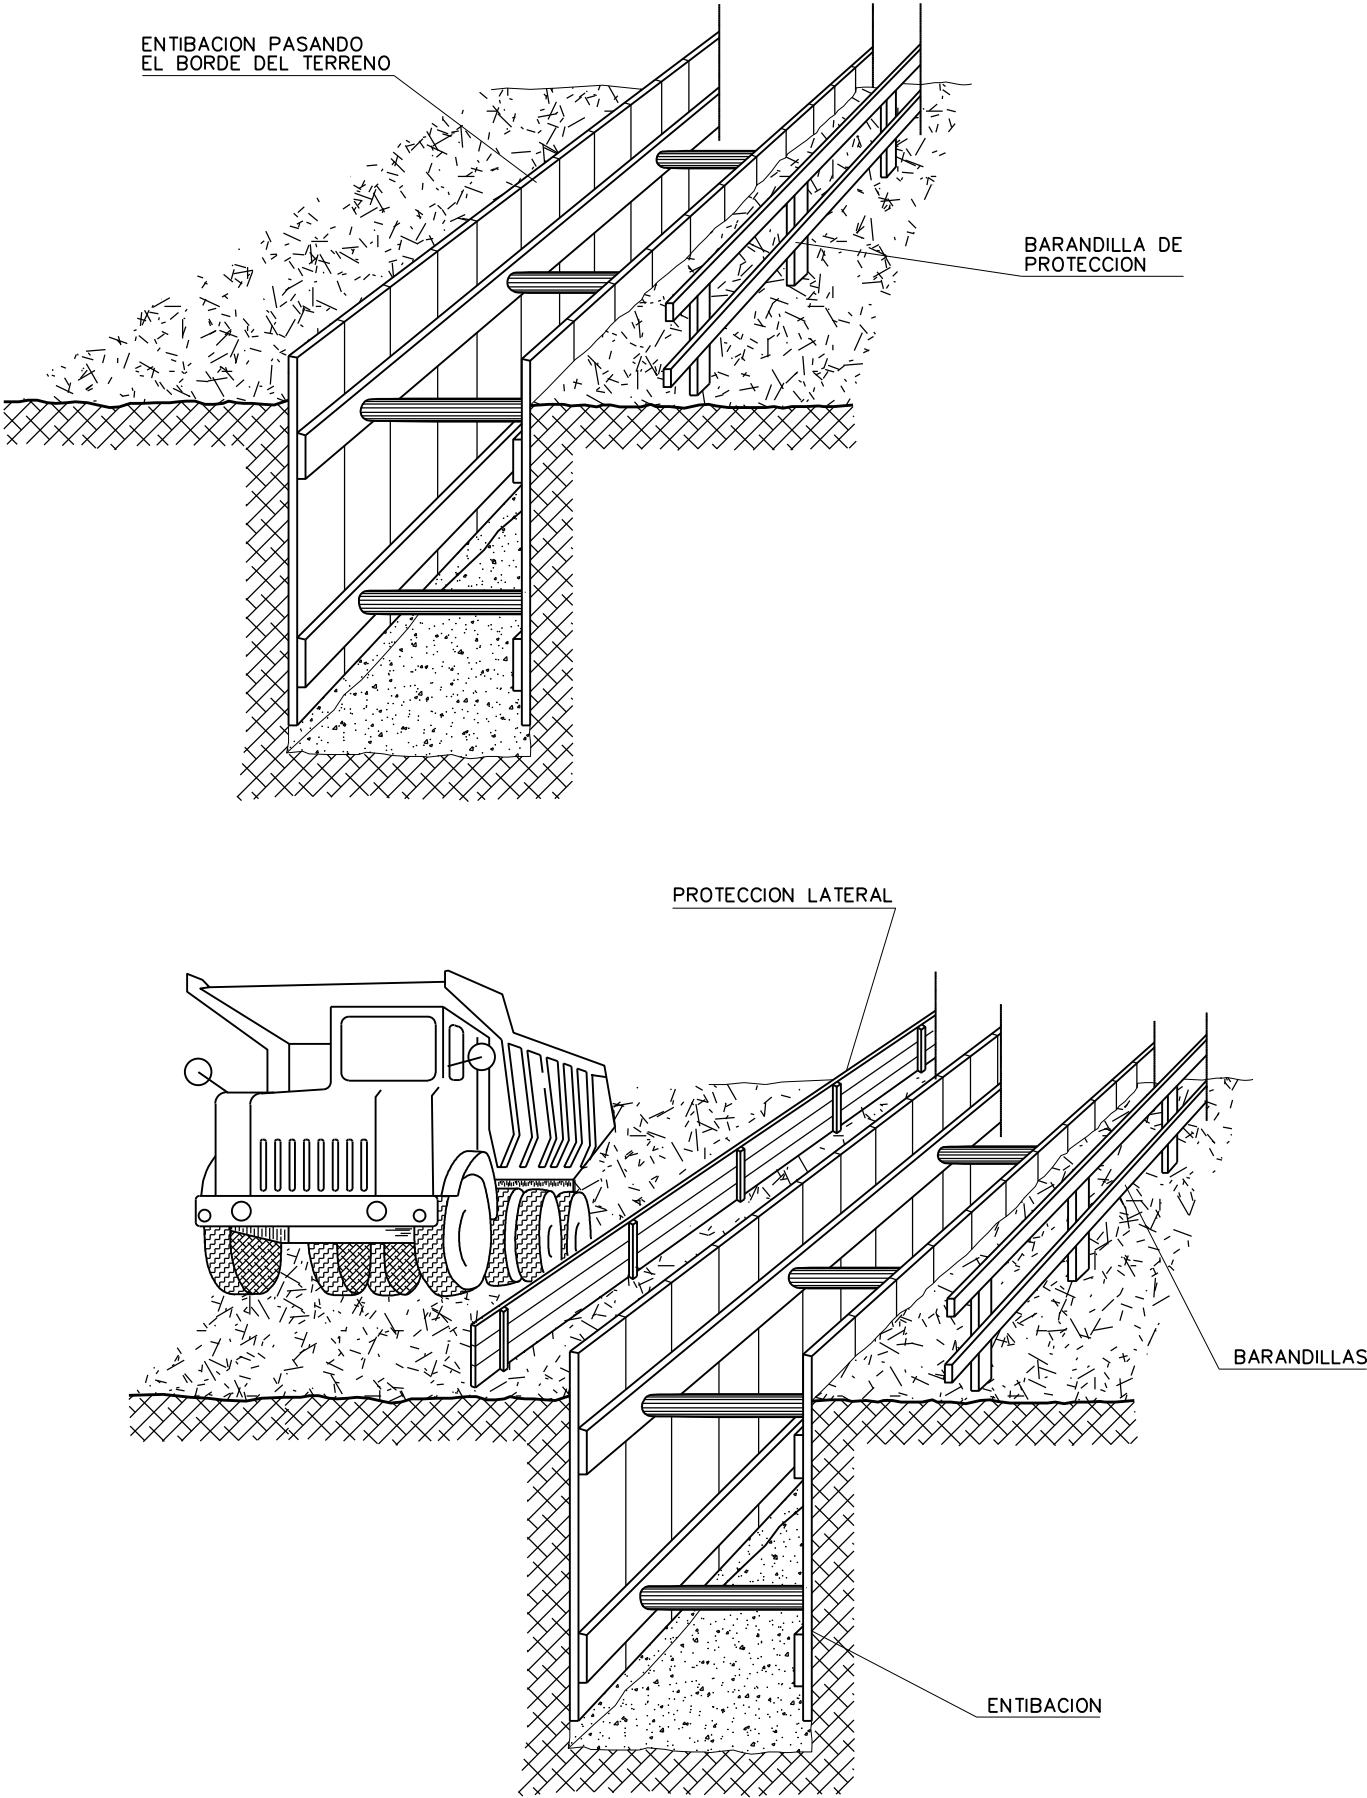 ENTIBACION PASANDO
EL BORDE DEL TERRENO
BARANDILLA DE
PROTECCION
PROTECCION LATERAL
BARANDILLAS
ENTIBACION